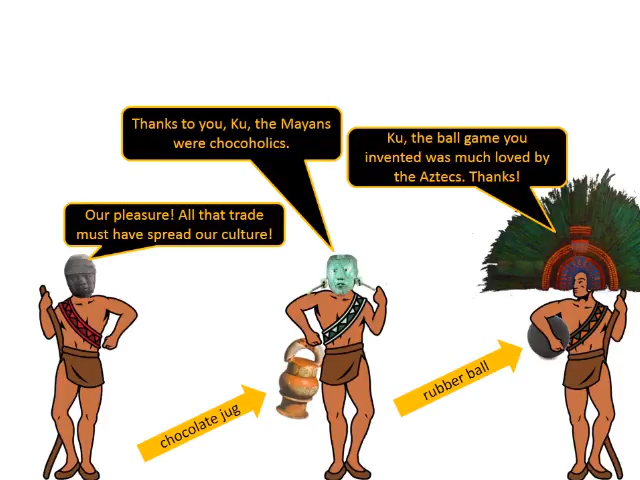 Thanks to you, Ku, the Mayans
were chocoholics.
Ku, the ball game you
invented was much loved by
the Aztecs. Thanks!
Our pleasure! All that trade
must have spread our culture!
chocolate jug
rubber ball